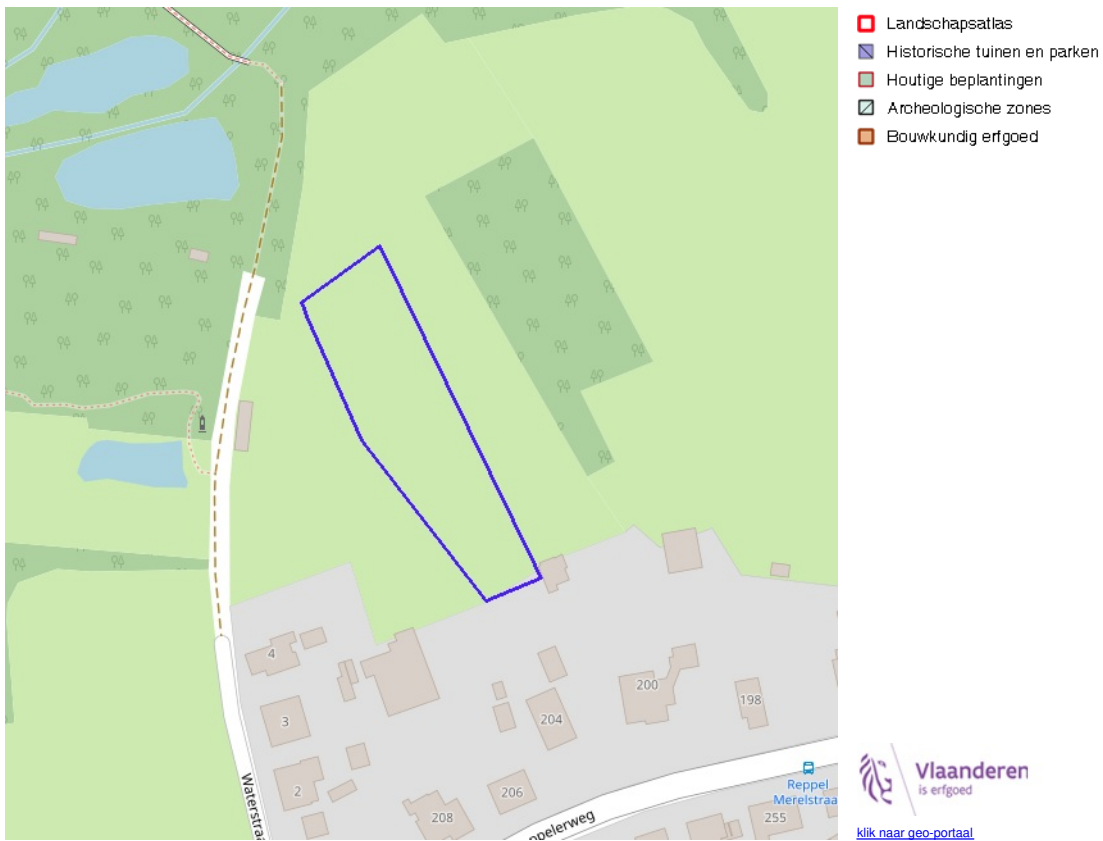 Landschapsatlas
Historische tuinen en parken
Houtige beplantingen
Archeologische zones
Bouwkundig erfgoed
4
3
2
200
204
198
206
208
255
Reppel
Merelstraa
Waterstraa
ppelerweg
Vlaanderen
is erfgoed
klik naar geo-portaal